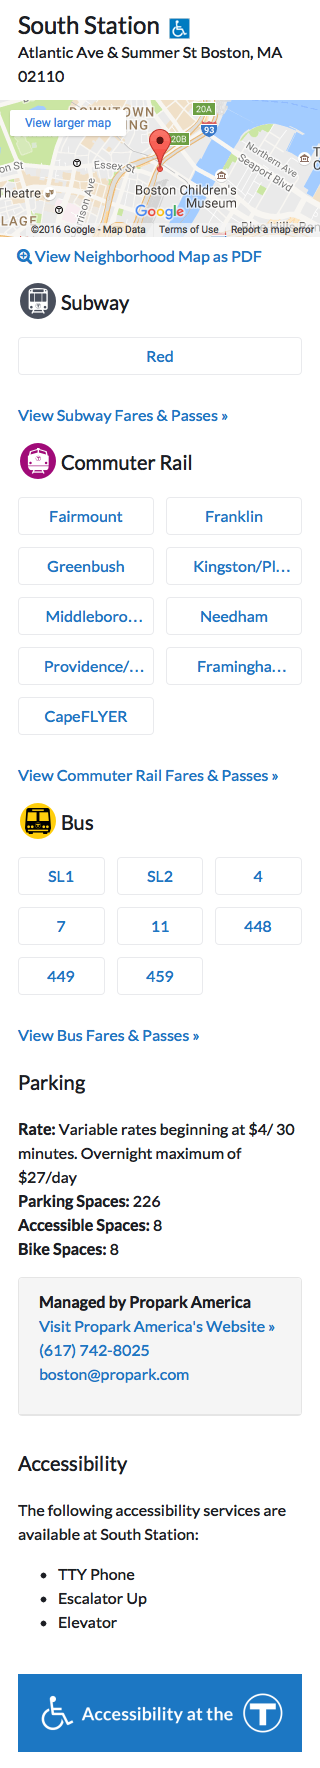 South Station
Atlantic Ave & Summer St Boston, MA
02110
View larger map
DOWNTOWN
20A
93
20B
Essex St
Northern Ave
Seaport Blvd
Theatre
Boston Children's
Museum
Google
©2016 Google - Map Data Terms of Use Report a map error
View Neighborhood Map as PDF
Subway
Red
View Subway Fares & Passes »
Commuter Rail
Fairmount Franklin
Greenbush Kingston/Pl…
Middleboro… Needham
Providence/… Framingha…
CapeFLYER
View Commuter Rail Fares & Passes »
Bus
SL1 SL2 4
7 11 448
449 459
View Bus Fares & Passes »
Parking
Rate: Variable rates beginning at $4/ 30
minutes. Overnight maximum of
$27/day
Parking Spaces: 226
Accessible Spaces: 8
Bike Spaces: 8
Managed by Propark America
Visit Propark America's Website »
(617) 742-8025
boston@propark.com
Accessibility
The following accessibility services are
available at South Station:
• TTY Phone
• Escalator Up
• Elevator
Accessibility at the T